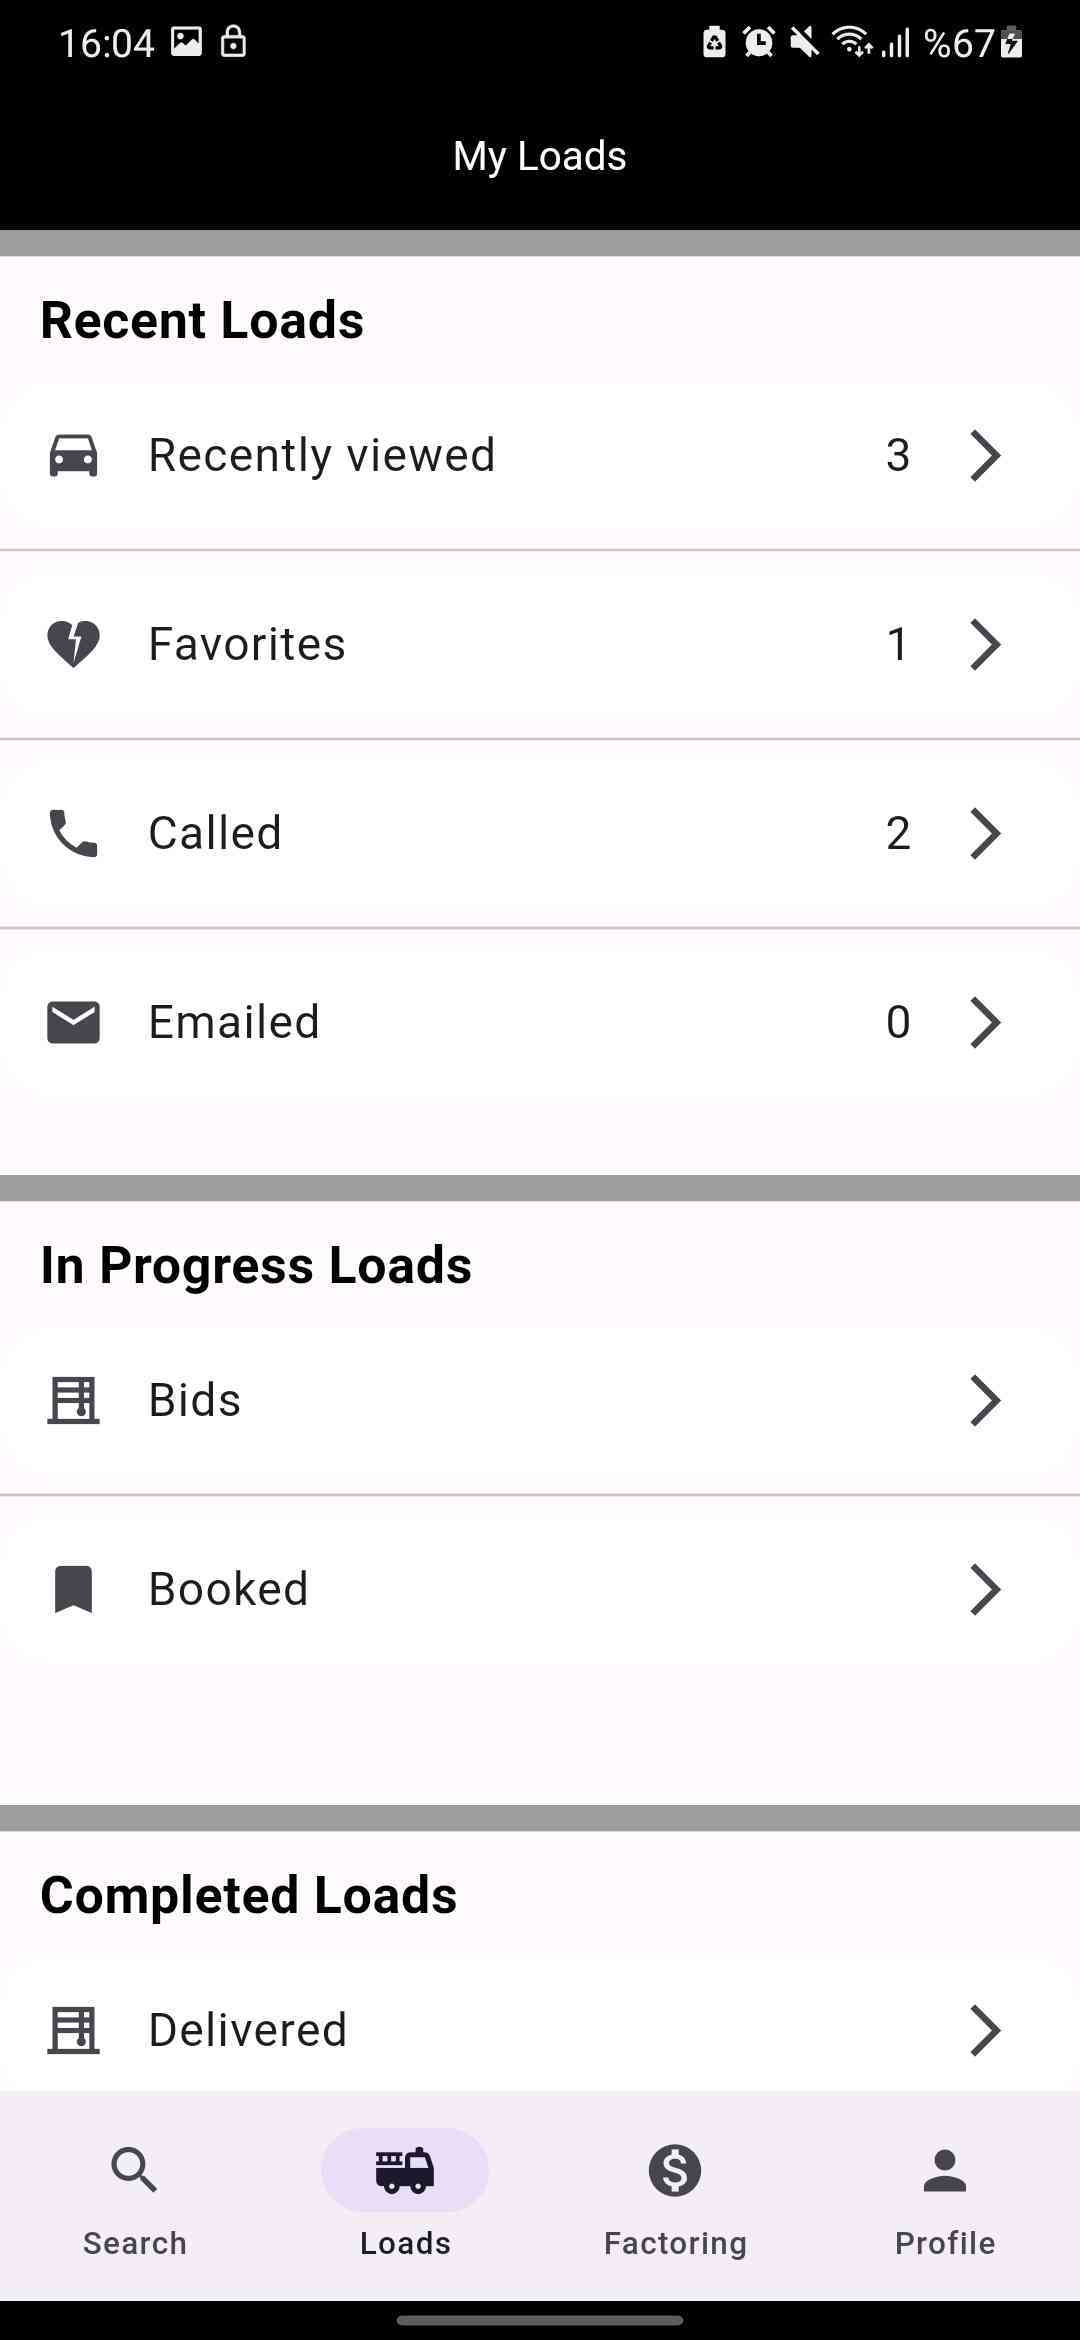 16:04 %67
My Loads
Recent Loads
Recently viewed 3
Favorites 1
Called 2
Emailed 0
In Progress Loads
Bids
Booked
Completed Loads
Delivered
Search Loads Factoring Profile